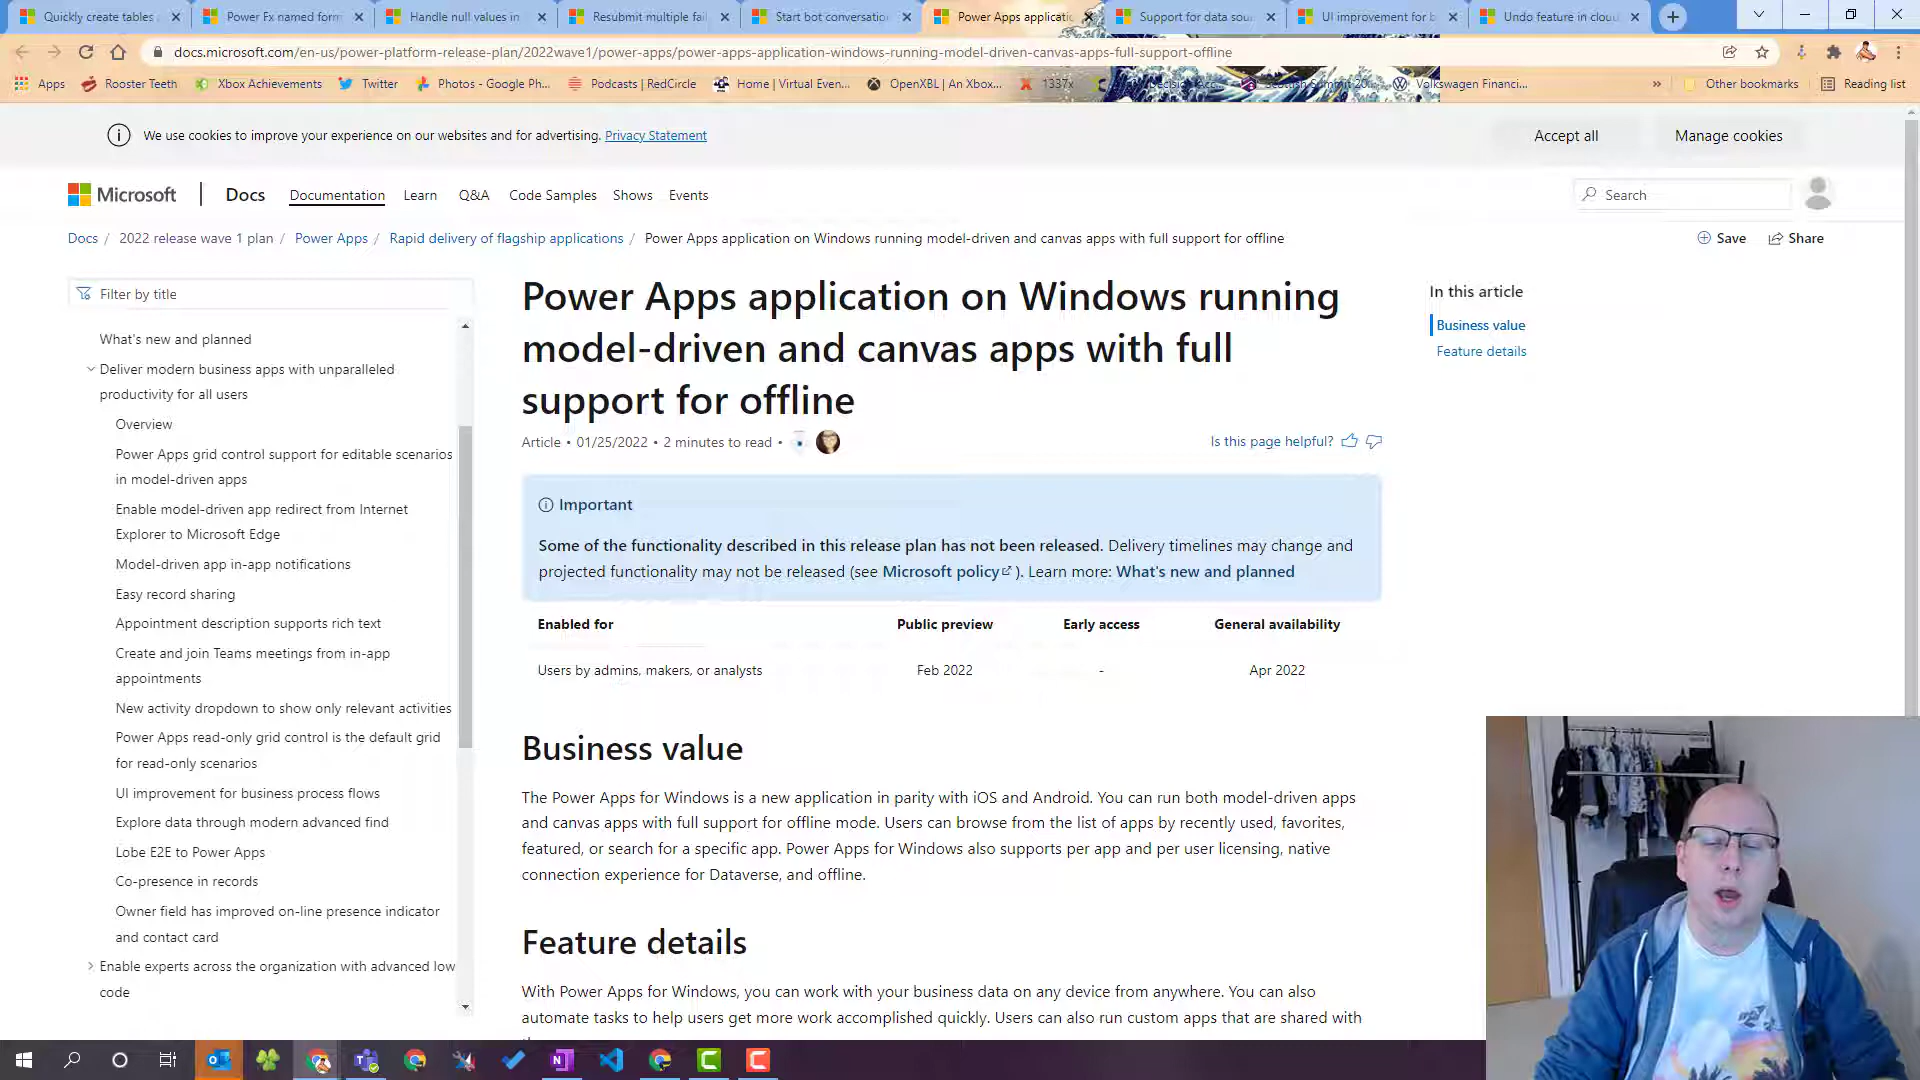 Quickly create tables
Power Fx named form
Handle null values in
Resubmit multiple fail
Start bot conversation
Power Apps applicatio
Support for data sour
UI improvement for b
Undo feature in clou
docs.microsoft.com/en-us/power-platform-release-plan/2022wave1/power-apps/power-apps-application-windows-running-model-driven-canvas-apps-full-support-offline
Apps
Rooster Teeth
Xbox Achievements
Twitter
Photos - Google Ph...
Podcasts | RedCircle
Home | Virtual Even...
OpenXBL | An Xbox...
1337x
Decision Acc...
Scottish Summit 20...
Volkswagen Financi...
Other bookmarks
Reading list
We use cookies to improve your experience on our websites and for advertising. Privacy Statement
Accept all
Manage cookies
Microsoft
Docs
Documentation
Learn
Q&A
Code Samples
Shows
Events
Search
Docs / 2022 release wave 1 plan / Power Apps / Rapid delivery of flagship applications / Power Apps application on Windows running model-driven and canvas apps with full support for offline
Save
Share
Filter by title
What's new and planned
Deliver modern business apps with unparalleled
productivity for all users
Overview
Power Apps grid control support for editable scenarios
in model-driven apps
Enable model-driven app redirect from Internet
Explorer to Microsoft Edge
Model-driven app in-app notifications
Easy record sharing
Appointment description supports rich text
Create and join Teams meetings from in-app
appointments
New activity dropdown to show only relevant activities
Power Apps read-only grid control is the default grid
for read-only scenarios
UI improvement for business process flows
Explore data through modern advanced find
Lobe E2E to Power Apps
Co-presence in records
Owner field has improved on-line presence indicator
and contact card
Enable experts across the organization with advanced low
code
Power Apps application on Windows running
model-driven and canvas apps with full
support for offline
Article • 01/25/2022 • 2 minutes to read •
Is this page helpful?
Important
Some of the functionality described in this release plan has not been released. Delivery timelines may change and
projected functionality may not be released (see Microsoft policy ). Learn more: What's new and planned
Enabled for Public preview Early access General availability
Users by admins, makers, or analysts Feb 2022 - Apr 2022
Business value
The Power Apps for Windows is a new application in parity with iOS and Android. You can run both model-driven apps
and canvas apps with full support for offline mode. Users can browse from the list of apps by recently used, favorites,
featured, or search for a specific app. Power Apps for Windows also supports per app and per user licensing, native
connection experience for Dataverse, and offline.
Feature details
With Power Apps for Windows, you can work with your business data on any device from anywhere. You can also
automate tasks to help users get more work accomplished quickly. Users can also run custom apps that are shared with
In this article
Business value
Feature details